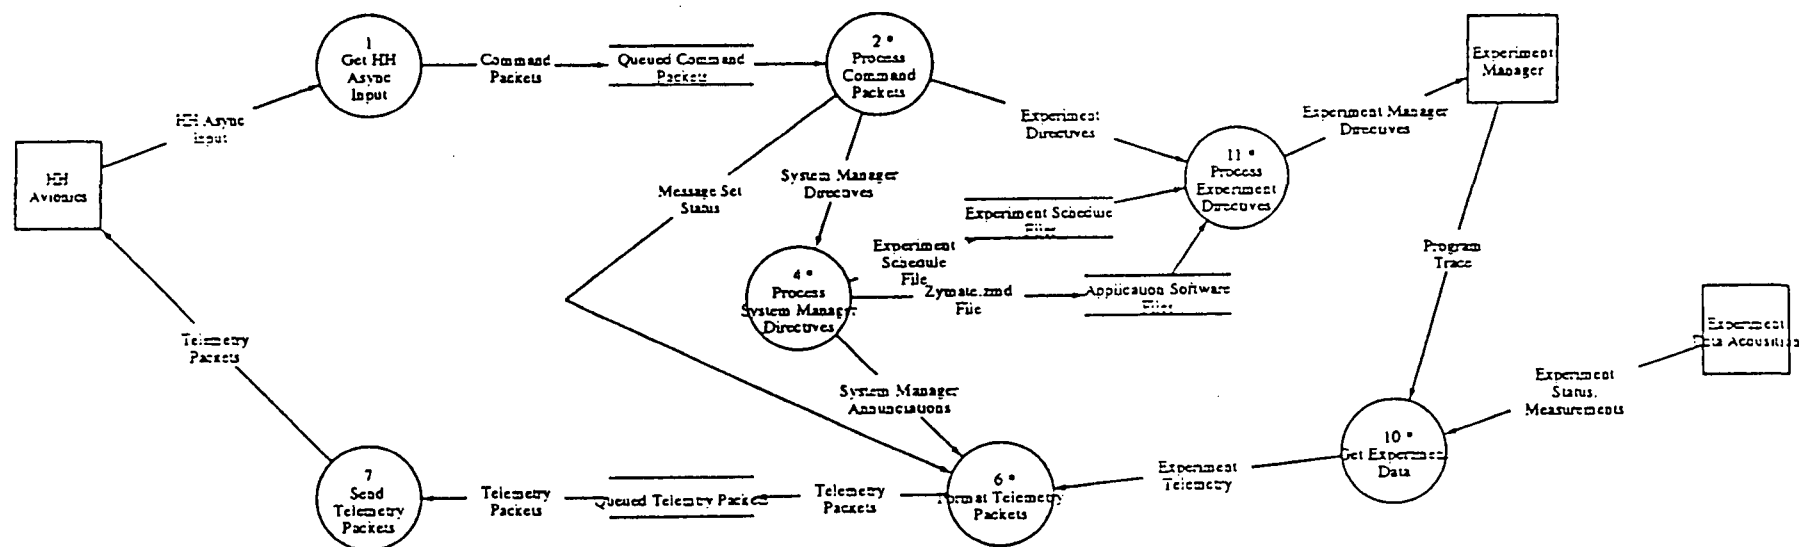 1
Get HH
Async
Input
Command
Packets
Queued Command
Packets
2 *
Process
Command
Packets
Experiment
Manager
HH Async
Input
Experiment
Directives
Experiment Manager
Directives
HH
Avionics
11 *
Process
Experiment
Directives
Message Set
Status
System Manager
Directives
Experiment Schedule
Files
Experiment
Schedule
File
Program
Trace
4 *
Process
System Manager
Directives
Zymate.zmd
File
Application Software
Files
Experiment
Data Acqusition
Telemetry
Packets
System Manager
Annunciations
Experiment
Status,
Measurements
10 *
Get Experiment
Data
7
Send
Telemetry
Packets
Telemetry
Packets
Queued Telemtry Packets
Telemetry
Packets
6 *
Format Telemetry
Packets
Experiment
Telemetry